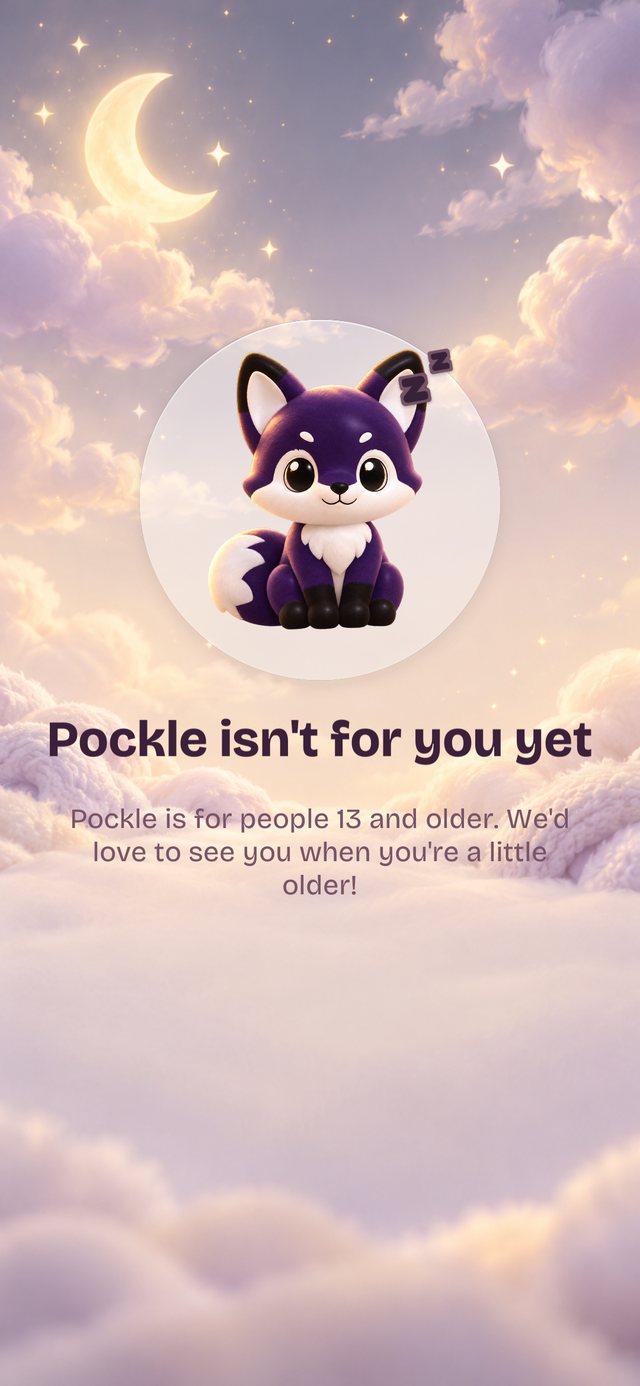 z
z
Pockle isn't for you yet
Pockle is for people 13 and older. We'd
love to see you when you're a little
older!